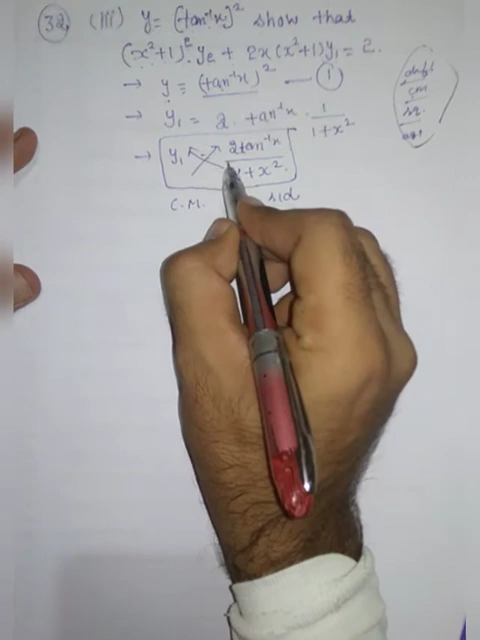 32. (iii) y = (tan⁻¹x)² show that
(x²+1)² y₂ + 2x(x²+1)y₁ = 2.
→ y = (tan⁻¹x)² — ①
→ y₁ = 2. tan⁻¹x . 1/(1+x²)
→ y₁ 2tan⁻¹x/1+x²
C.M. sid